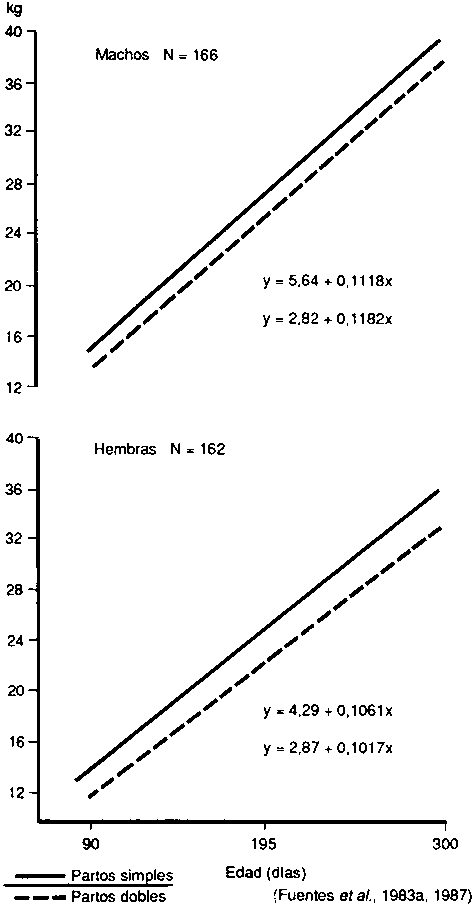 kg
40
Machos N = 166
36
32
28
24
y = 5,64 + 0,1118x
20
y = 2,82 + 0,1182x
16
12
40
Hembras N = 162
36
32
28
24
20
y = 4,29 + 0,1061x
16
y = 2,87 + 0,1017x
12
90 195 300
Partos simples Edad (días)
Partos dobles (Fuentes et al., 1983a, 1987)